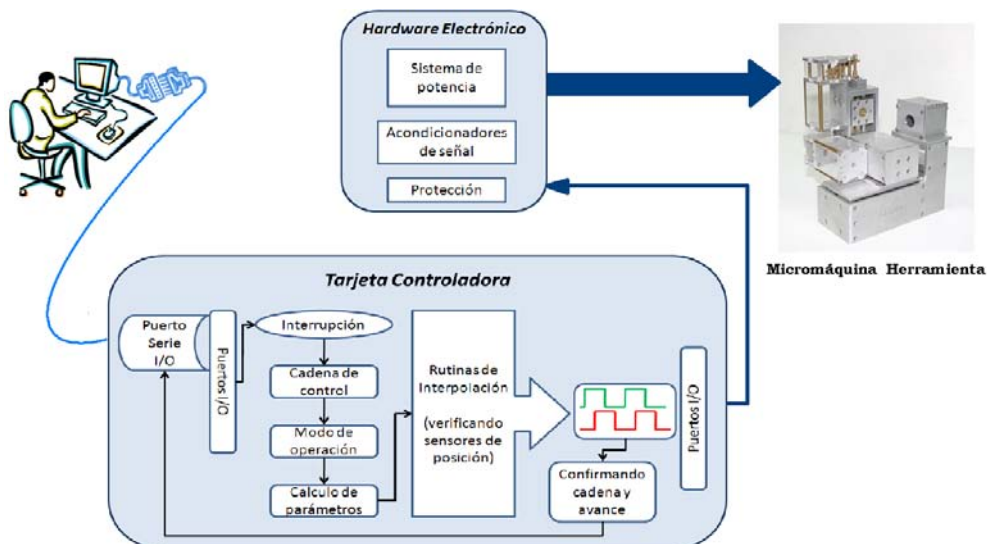 Hardware Electrónico
Sistema de
potencia
Acondicionadores
de señal
Protección
Micromáquina Herramienta
Tarjeta Controladora
Puerto
Serie
I/O
Puertos I/O
Interrupción
Cadena de
control
Modo de
operación
Calculo de
parámetros
Rutinas de
Interpolación
(verificando
sensores de
posición)
Confirmando
cadena y
avance
Puertos I/O